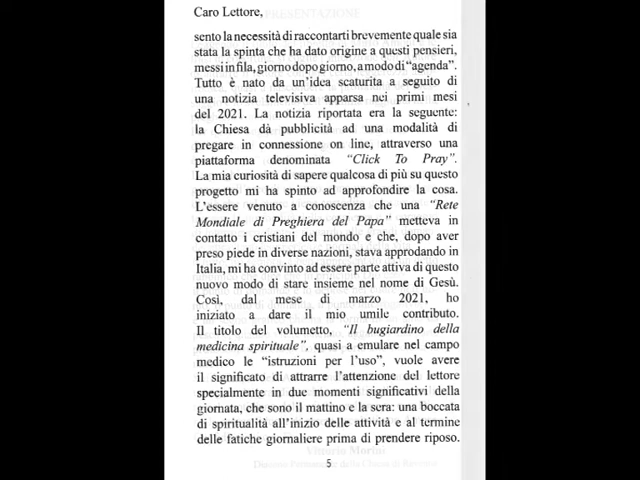 Caro Lettore,
sento la necessità di raccontarti brevemente quale sia
stata la spinta che ha dato origine a questi pensieri,
messi in fila, giorno dopo giorno, a modo di “agenda”.
Tutto è nato da un’idea scaturita a seguito di
una notizia televisiva apparsa nei primi mesi
del 2021. La notizia riportata era la seguente:
la Chiesa dà pubblicità ad una modalità di
pregare in connessione on line, attraverso una
piattaforma denominata “Click To Pray”.
La mia curiosità di sapere qualcosa di più su questo
progetto mi ha spinto ad approfondire la cosa.
L’essere venuto a conoscenza che una “Rete
Mondiale di Preghiera del Papa” metteva in
contatto i cristiani del mondo e che, dopo aver
preso piede in diverse nazioni, stava approdando in
Italia, mi ha convinto ad essere parte attiva di questo
nuovo modo di stare insieme nel nome di Gesù.
Così, dal mese di marzo 2021, ho
iniziato a dare il mio umile contributo.
Il titolo del volumetto, “Il bugiardino della
medicina spirituale”, quasi a emulare nel campo
medico le “istruzioni per l’uso”, vuole avere
il significato di attrarre l’attenzione del lettore
specialmente in due momenti significativi della
giornata, che sono il mattino e la sera: una boccata
di spiritualità all’inizio delle attività e al termine
delle fatiche giornaliere prima di prendere riposo.
5